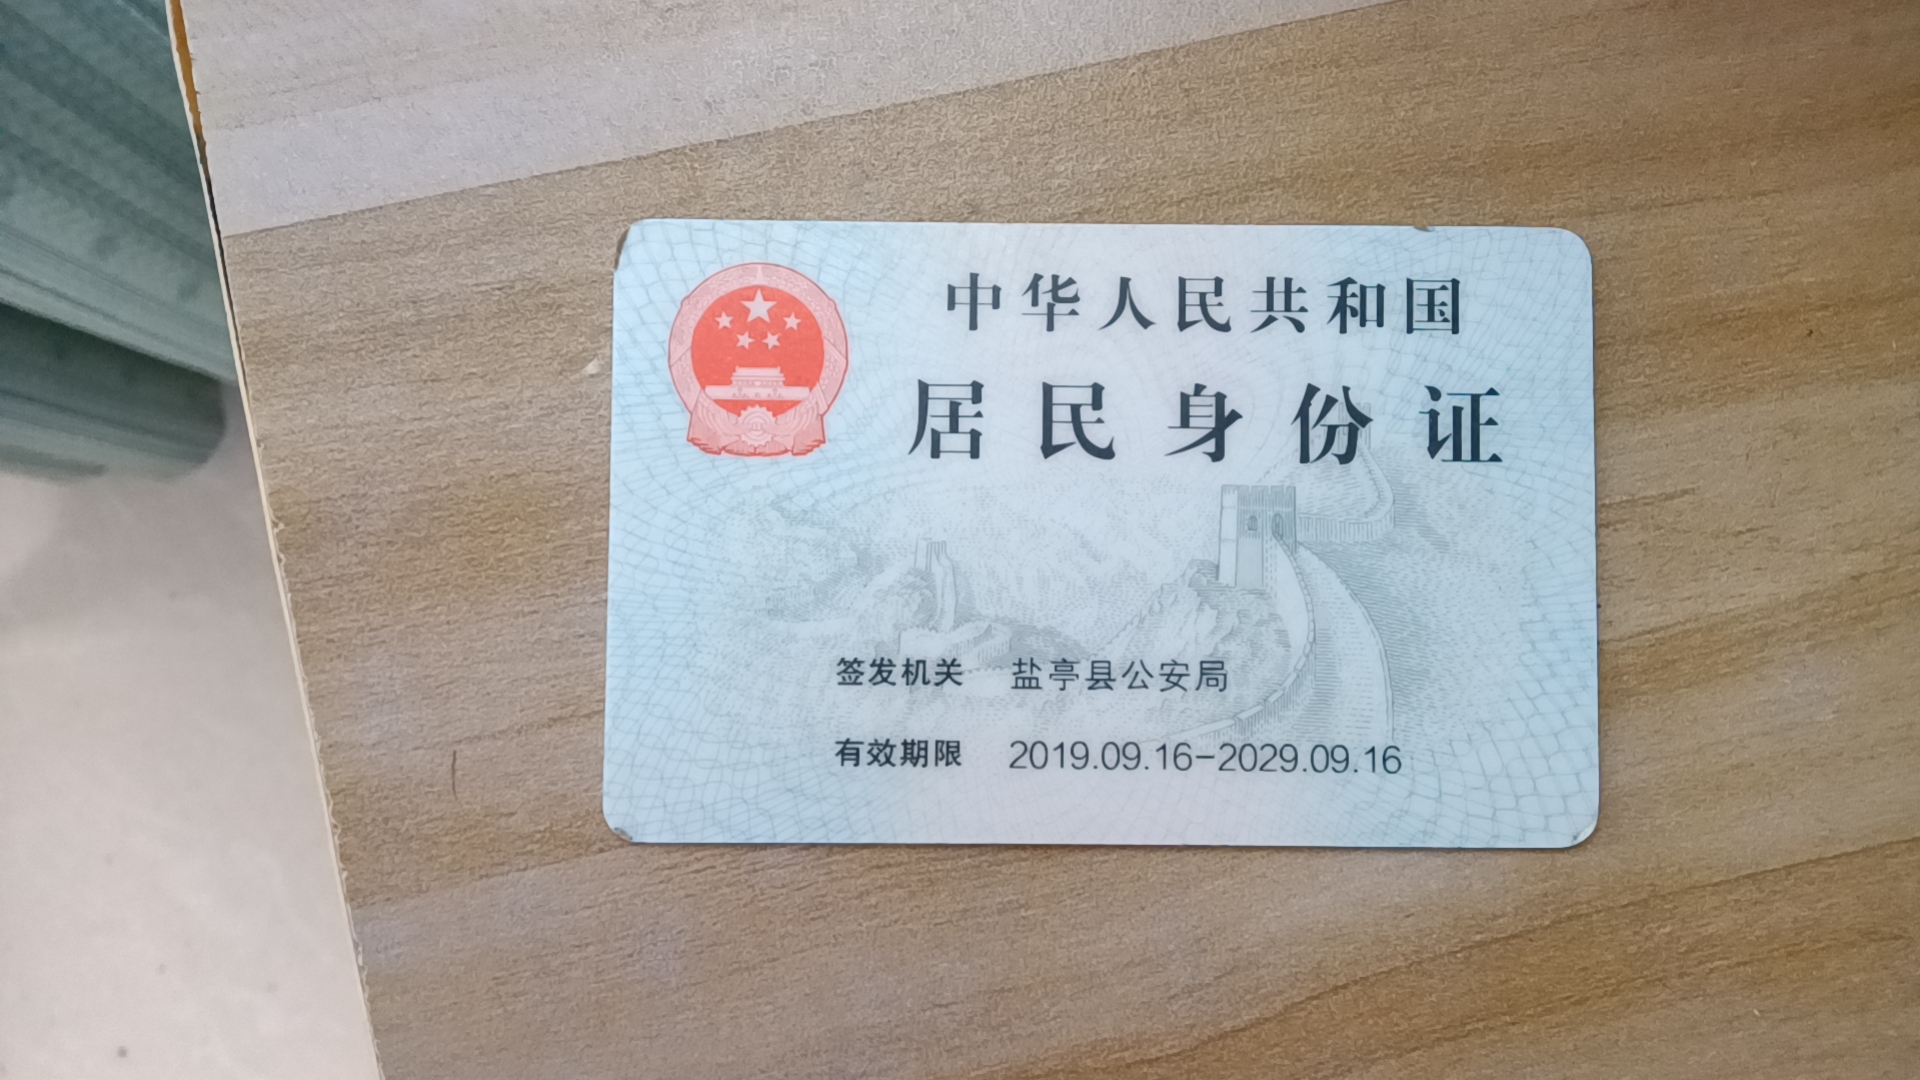 中华人民共和国
居民身份证
签发机关 盐亭县公安局
有效期限 2019.09.16-2029.09.16